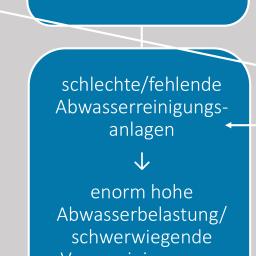 schlechte/fehlende
Abwasserreinigungs-
anlagen
enorm hohe
Abwasserbelastung/
schwerwiegende